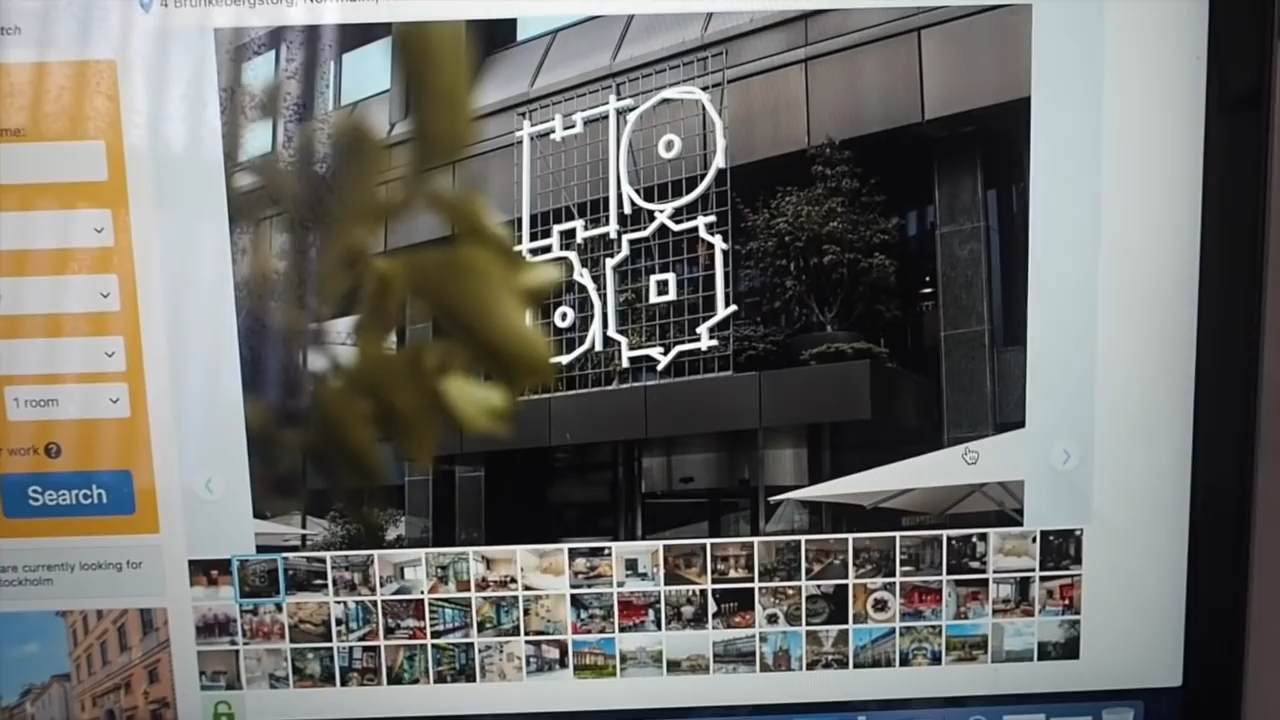 4 Brunkebergstorg, Norrmalm,
tch
me:
1 room
r work
?
Search
are currently looking for
tockholm